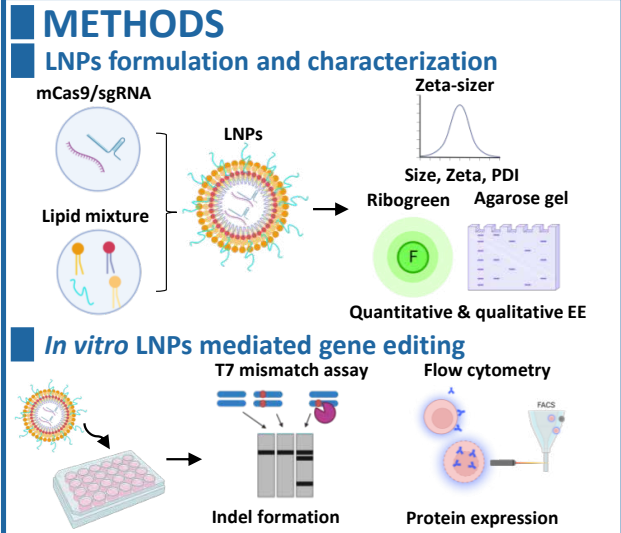 METHODS
LNPs formulation and characterization
mCas9/sgRNA
LNPs
Lipid mixture
Zeta-sizer
Size, Zeta, PDI
Ribogreen
Agarose gel
F
Quantitative & qualitative EE
In vitro LNPs mediated gene editing
T7 mismatch assay
Indel formation
Flow cytometry
FACS
Protein expression